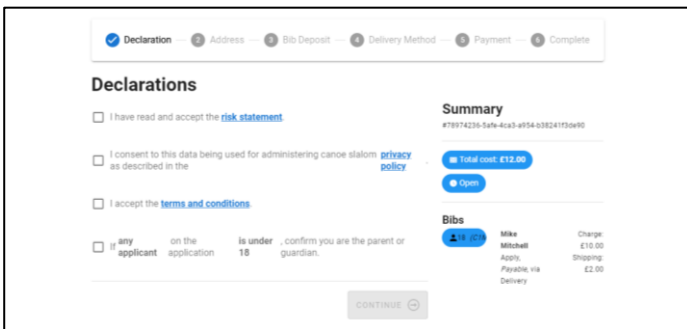 Declaration 2 Address 3 Bib Deposit 4 Delivery Method 5 Payment 6 Complete
Declarations
I have read and accept the risk statement.
I consent to this data being used for administering canoe slalom as described in the privacy policy.
I accept the terms and conditions.
If any applicant on the application is under 18, confirm you are the parent or guardian.
CONTINUE
Summary
#78974236-5afe-4ca3-a954-b38241f3de90
Total cost: £12.00
Open
Bibs
Mike Mitchell
Apply,
Payable, via
Delivery
Charge:
£10.00
Shipping:
£2.00